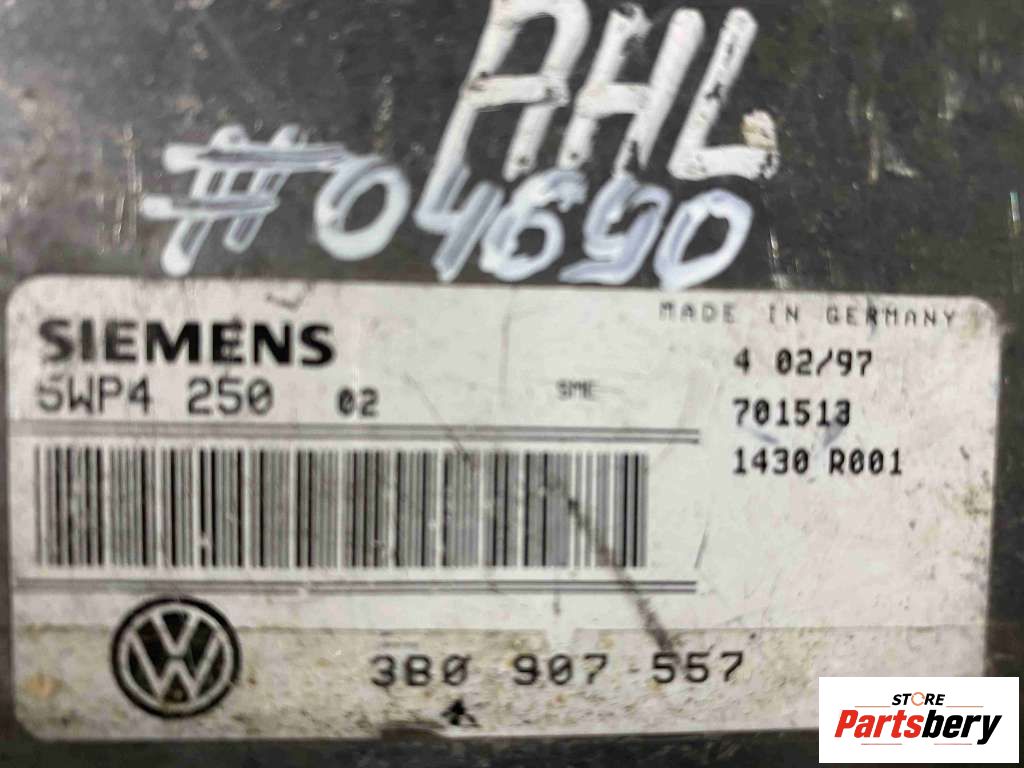 AHL
#04690
SIEMENS
5WP4 250 02
SME
MADE IN GERMANY
4 02/97
701513
1430 R001
3B0 907 557
STORE
Partsbery